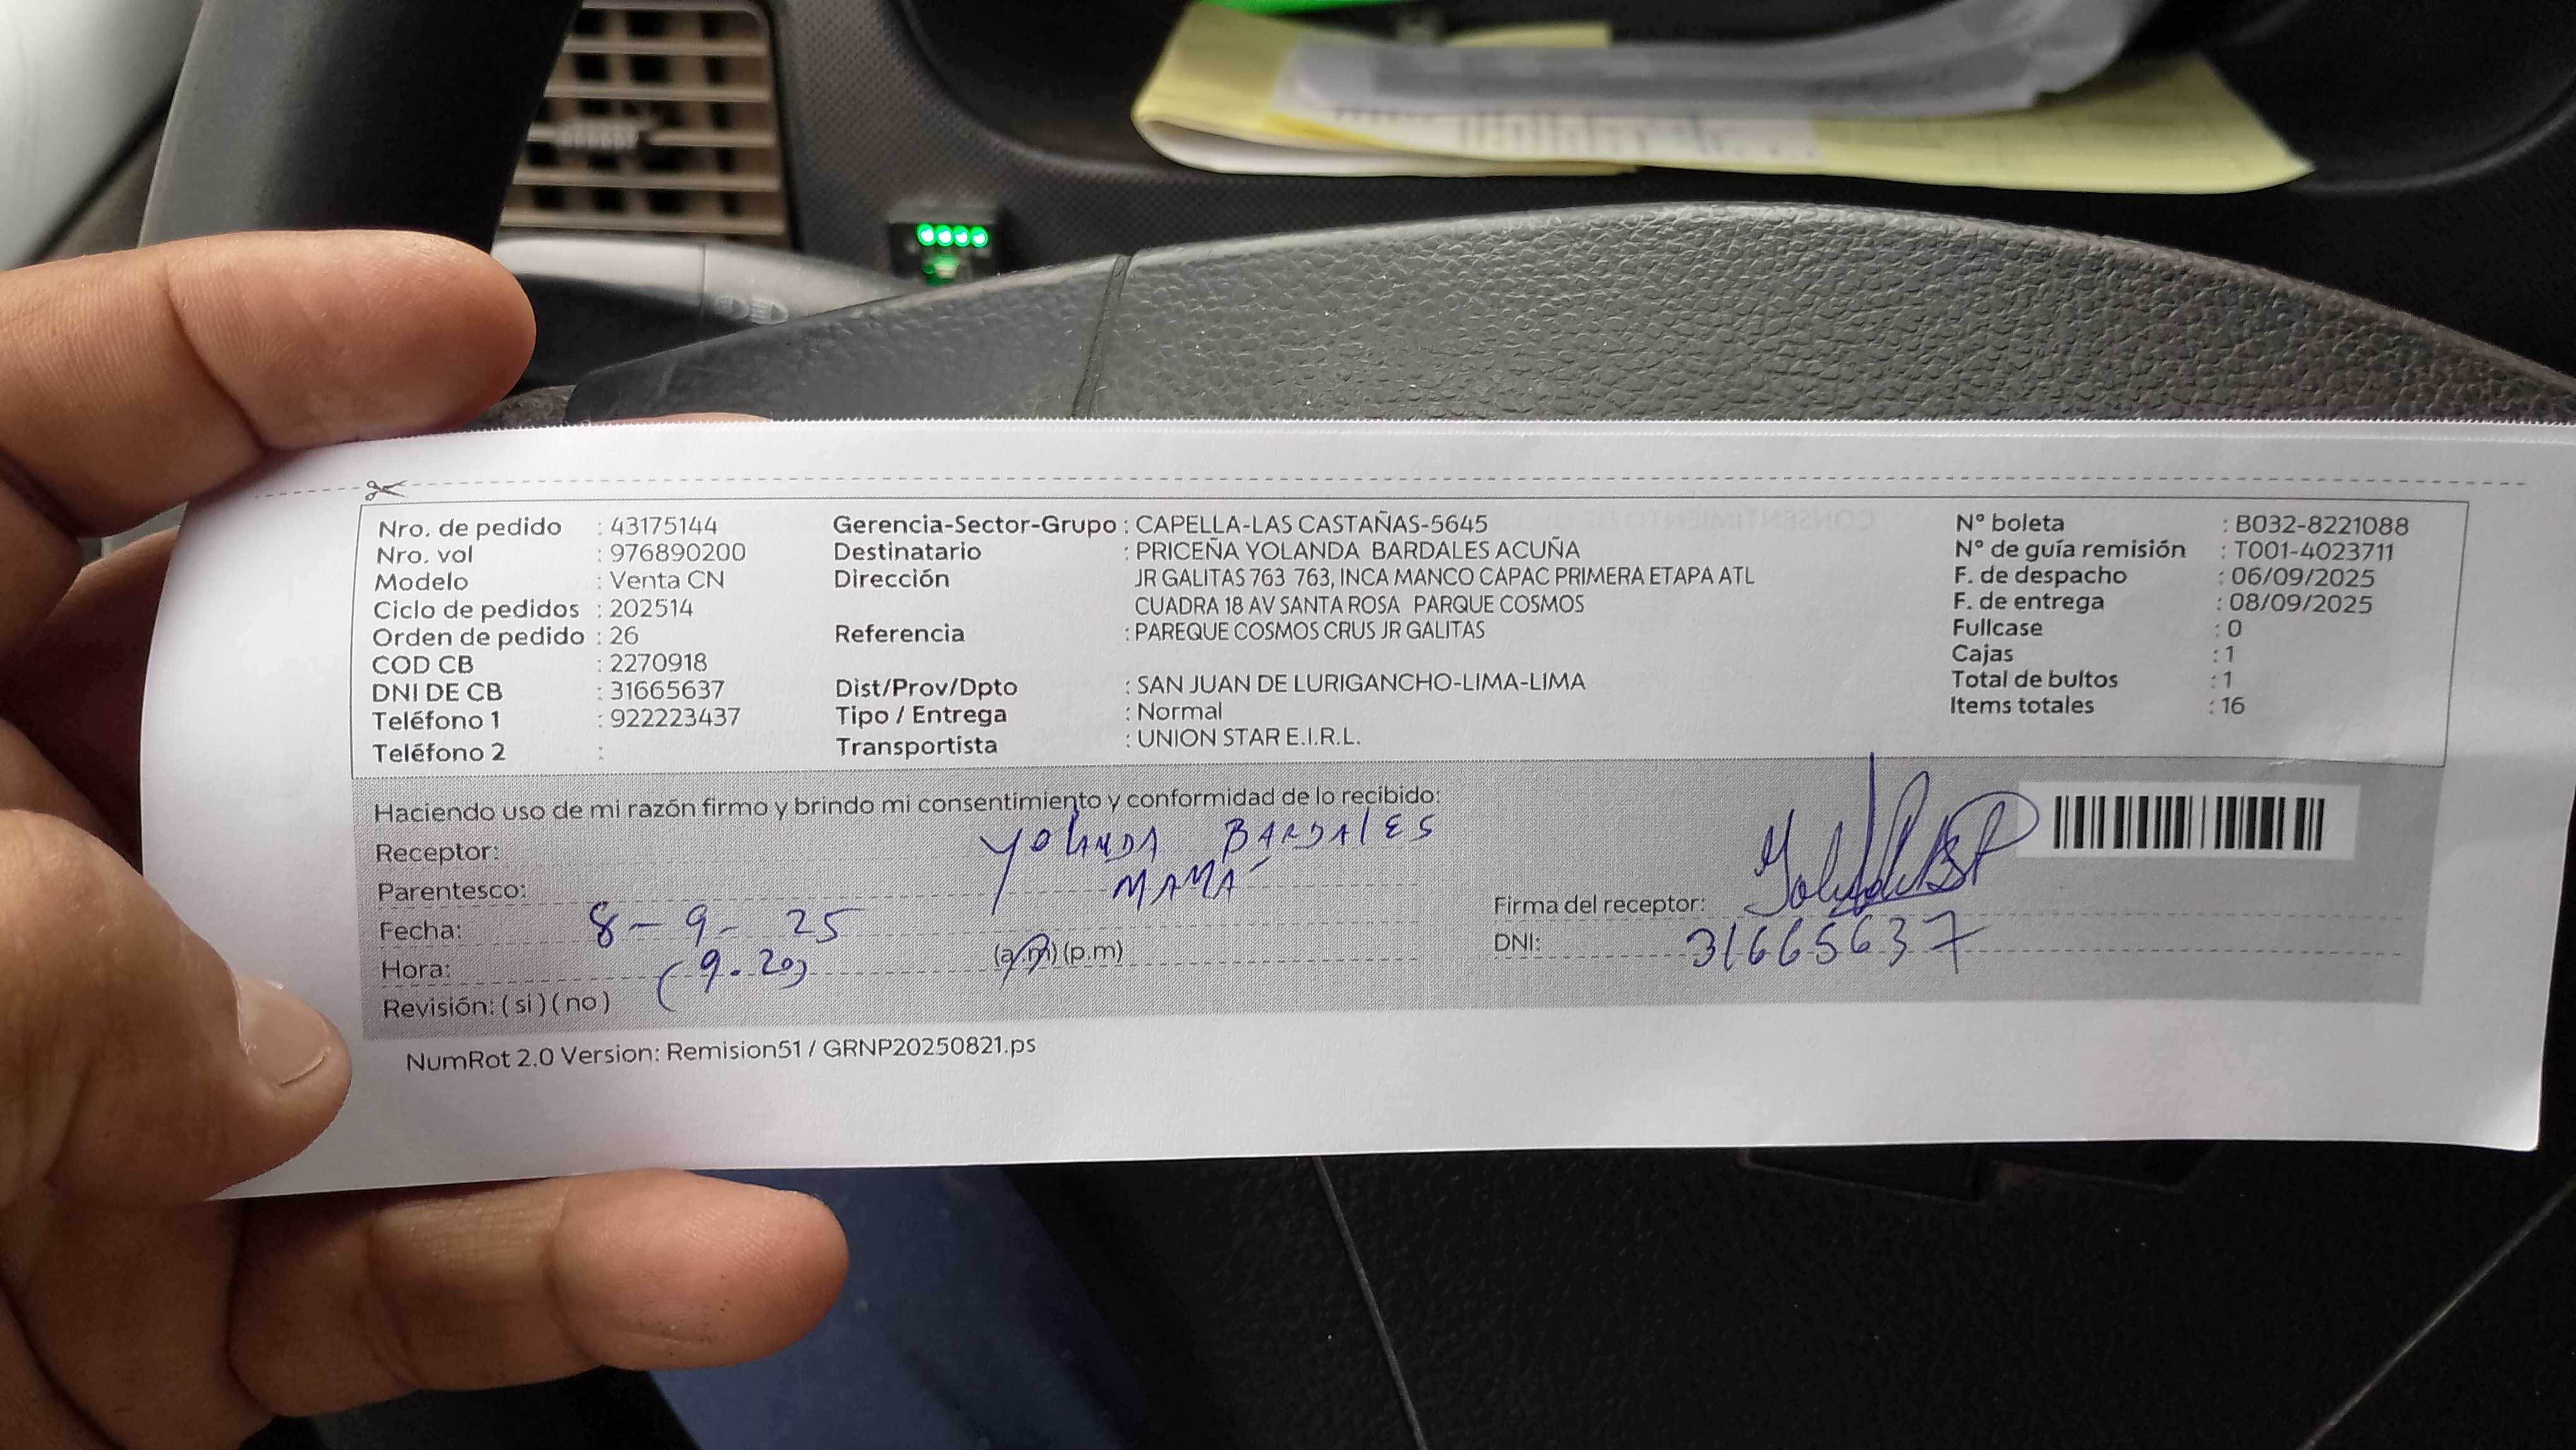 Nro. de pedido : 43175144
Nro. vol : 976890200
Modelo : Venta CN
Ciclo de pedidos : 202514
Orden de pedido : 26
COD CB : 2270918
DNI DE CB : 31665637
Teléfono 1 : 922223437
Teléfono 2 :
Gerencia-Sector-Grupo : CAPELLA-LAS CASTAÑAS-5645
Destinatario : PRICEÑA YOLANDA BARDALES ACUÑA
Dirección JR GALITAS 763 763, INCA MANCO CAPAC PRIMERA ETAPA ATL
CUADRA 18 AV SANTA ROSA PARQUE COSMOS
Referencia : PAREQUE COSMOS CRUS JR GALITAS
Dist/Prov/Dpto : SAN JUAN DE LURIGANCHO-LIMA-LIMA
Tipo / Entrega : Normal
Transportista : UNION STAR E.I.R.L.
N° boleta : B032-8221088
N° de guía remisión : T001-4023711
F. de despacho : 06/09/2025
F. de entrega : 08/09/2025
Fullcase : 0
Cajas : 1
Total de bultos : 1
Items totales : 16
Haciendo uso de mi razón firmo y brindo mi consentimiento y conformidad de lo recibido:
Receptor: YOLANDA BARDALES
Parentesco: MAMÁ
Fecha: 8-9-25
Hora: (9.20) (a.m) (p.m)
Revisión: ( si ) ( no )
Firma del receptor:
DNI: 31665637
NumRot 2.0 Version: Remision51 / GRNP20250821.ps